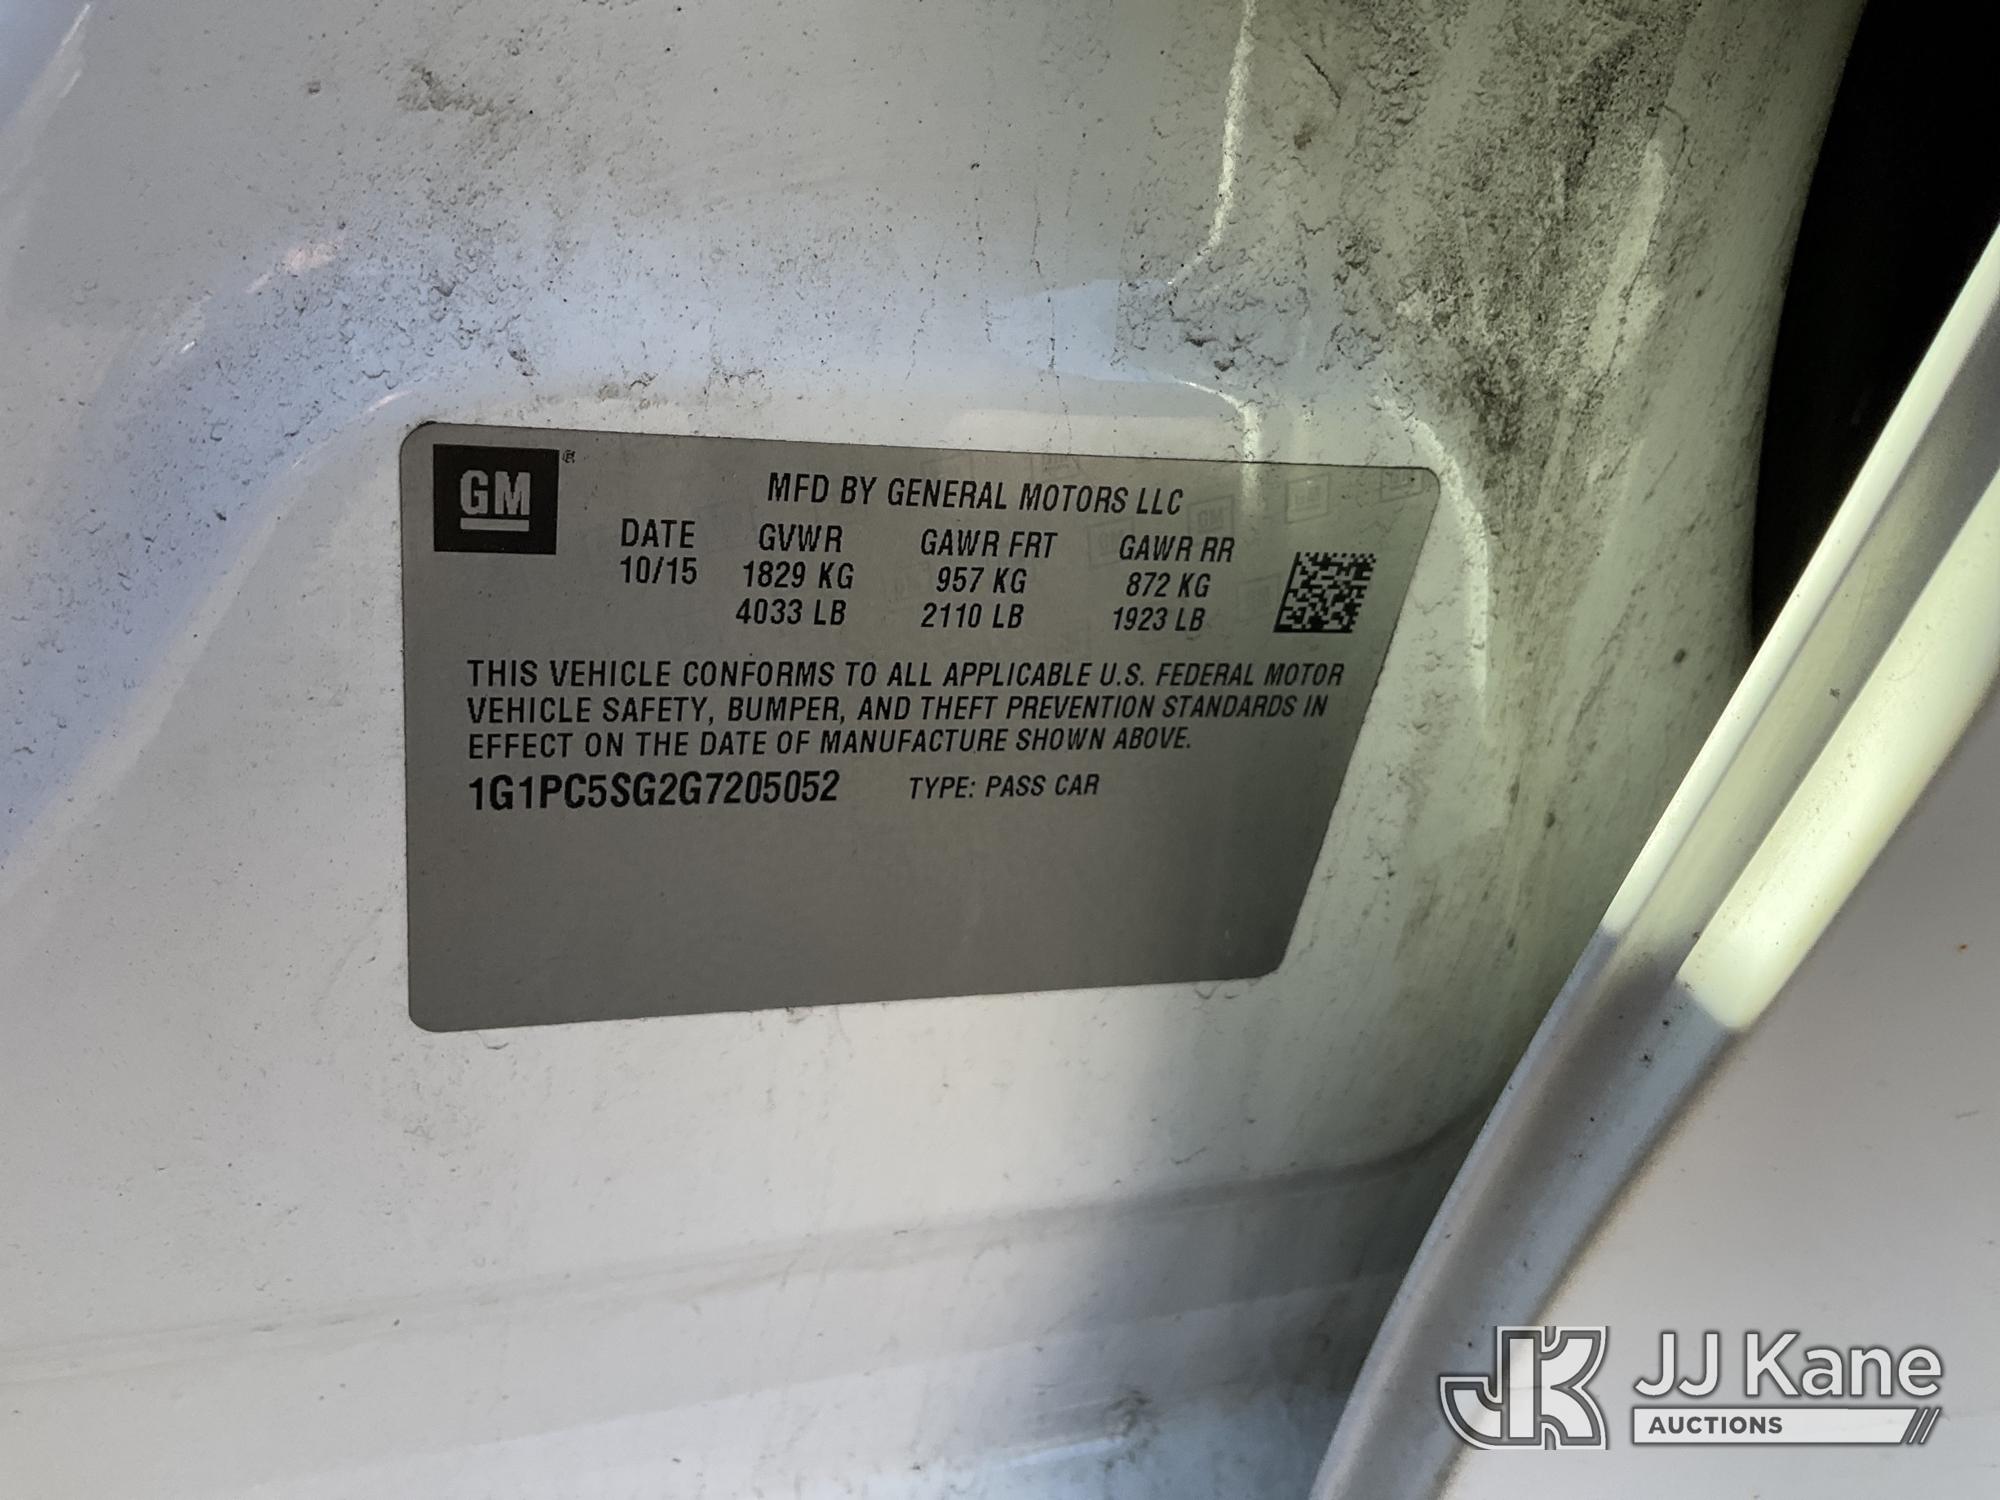 GM®
MFD BY GENERAL MOTORS LLC
DATE GVWR GAWR FRT GAWR RR
10/15 1829 KG 957 KG 872 KG
4033 LB 2110 LB 1923 LB
THIS VEHICLE CONFORMS TO ALL APPLICABLE U.S. FEDERAL MOTOR
VEHICLE SAFETY, BUMPER, AND THEFT PREVENTION STANDARDS IN
EFFECT ON THE DATE OF MANUFACTURE SHOWN ABOVE.
1G1PC5SG2G7205052 TYPE: PASS CAR
JK JJ Kane
AUCTIONS